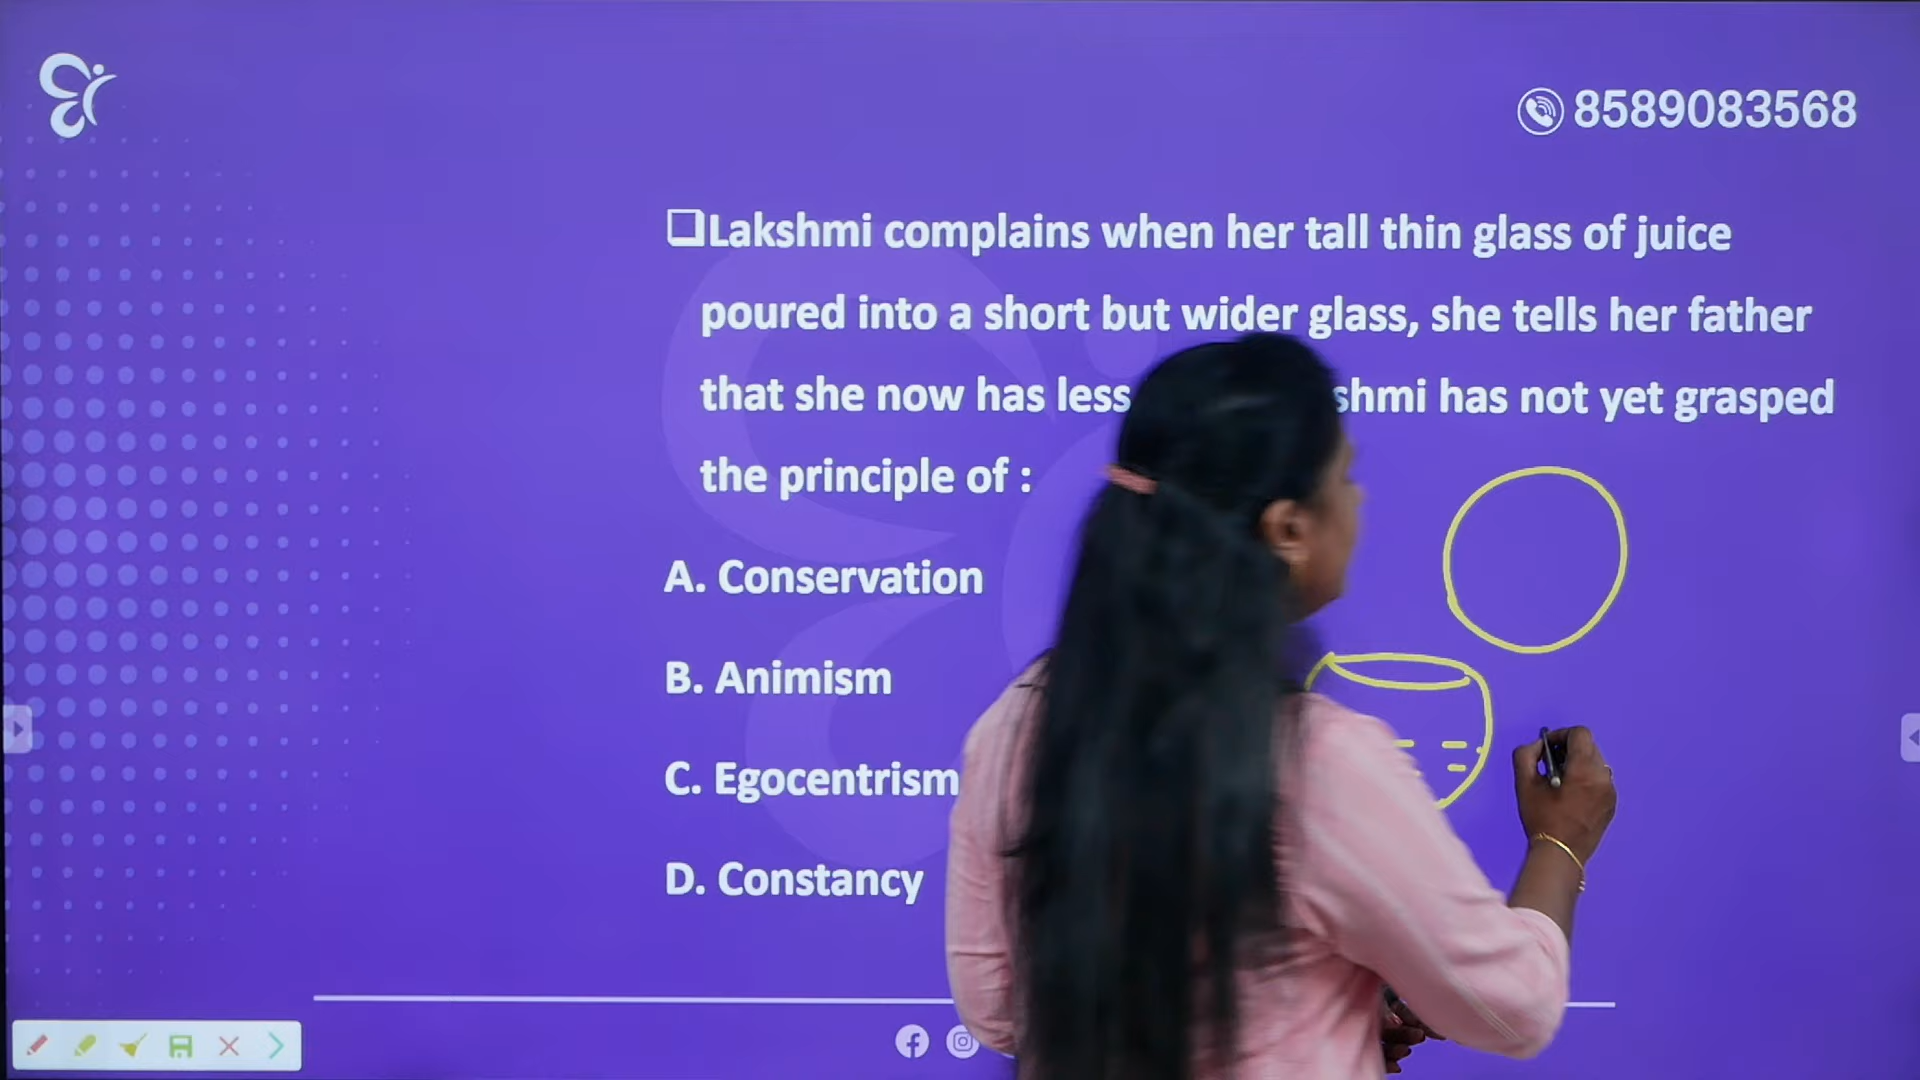 8589083568
❑Lakshmi complains when her tall thin glass of juice
poured into a short but wider glass, she tells her father
that she now has less shmi has not yet grasped
the principle of :
A. Conservation
B. Animism
C. Egocentrism
D. Constancy